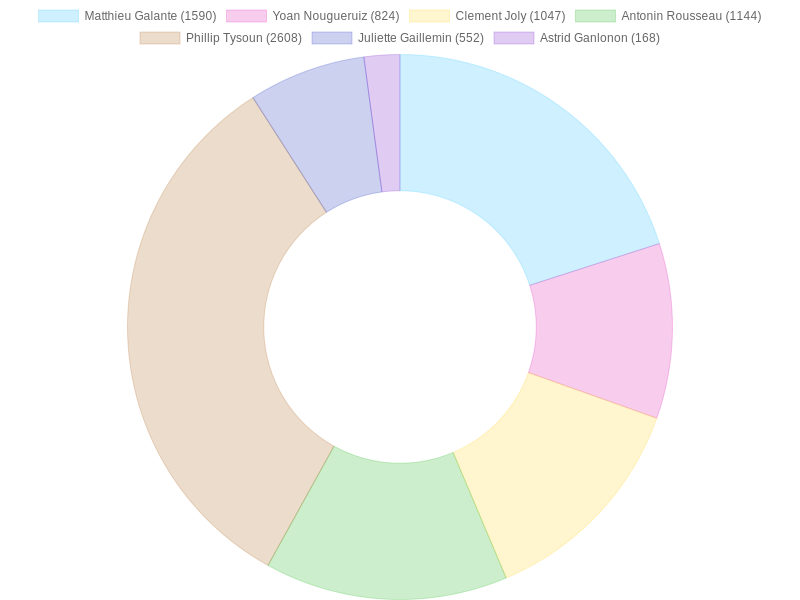 Matthieu Galante (1590) Yoan Nougueruiz (824) Clement Joly (1047) Antonin Rousseau (1144)
Phillip Tysoun (2608) Juliette Gaillemin (552) Astrid Ganlonon (168)